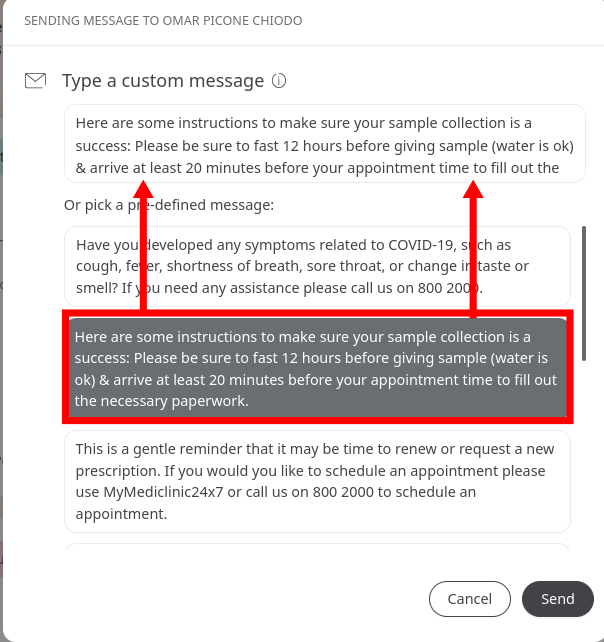 SENDING MESSAGE TO OMAR PICONE CHIODO
Type a custom message
Here are some instructions to make sure your sample collection is a
success: Please be sure to fast 12 hours before giving sample (water is ok)
& arrive at least 20 minutes before your appointment time to fill out the
Or pick a pre-defined message:
Have you developed any symptoms related to COVID-19, such as
cough, fever, shortness of breath, sore throat, or change in taste or
smell? If you need any assistance please call us on 800 2000.
Here are some instructions to make sure your sample collection is a
success: Please be sure to fast 12 hours before giving sample (water is
ok) & arrive at least 20 minutes before your appointment time to fill out
the necessary paperwork.
This is a gentle reminder that it may be time to renew or request a new
prescription. If you would you like to schedule an appointment please
use MyMediclinic24x7 or call us on 800 2000 to schedule an
appointment.
Cancel Send